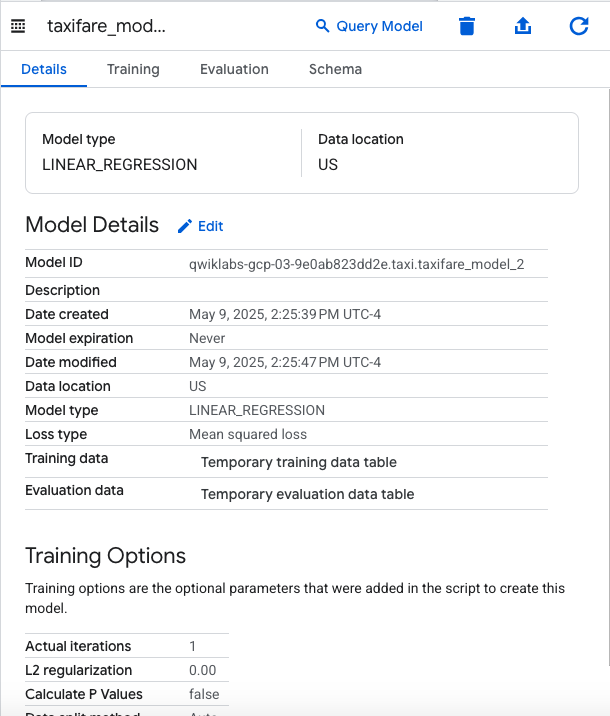 taxifare_mod...
Query Model
Details Training Evaluation Schema
Model type Data location
LINEAR_REGRESSION US
Model Details Edit
Model ID qwiklabs-gcp-03-9e0ab823dd2e.taxi.taxifare_model_2
Description
Date created May 9, 2025, 2:25:39 PM UTC-4
Model expiration Never
Date modified May 9, 2025, 2:25:47 PM UTC-4
Data location US
Model type LINEAR_REGRESSION
Loss type Mean squared loss
Training data Temporary training data table
Evaluation data Temporary evaluation data table
Training Options
Training options are the optional parameters that were added in the script to create this
model.
Actual iterations 1
L2 regularization 0.00
Calculate P Values false
Data split method Auto